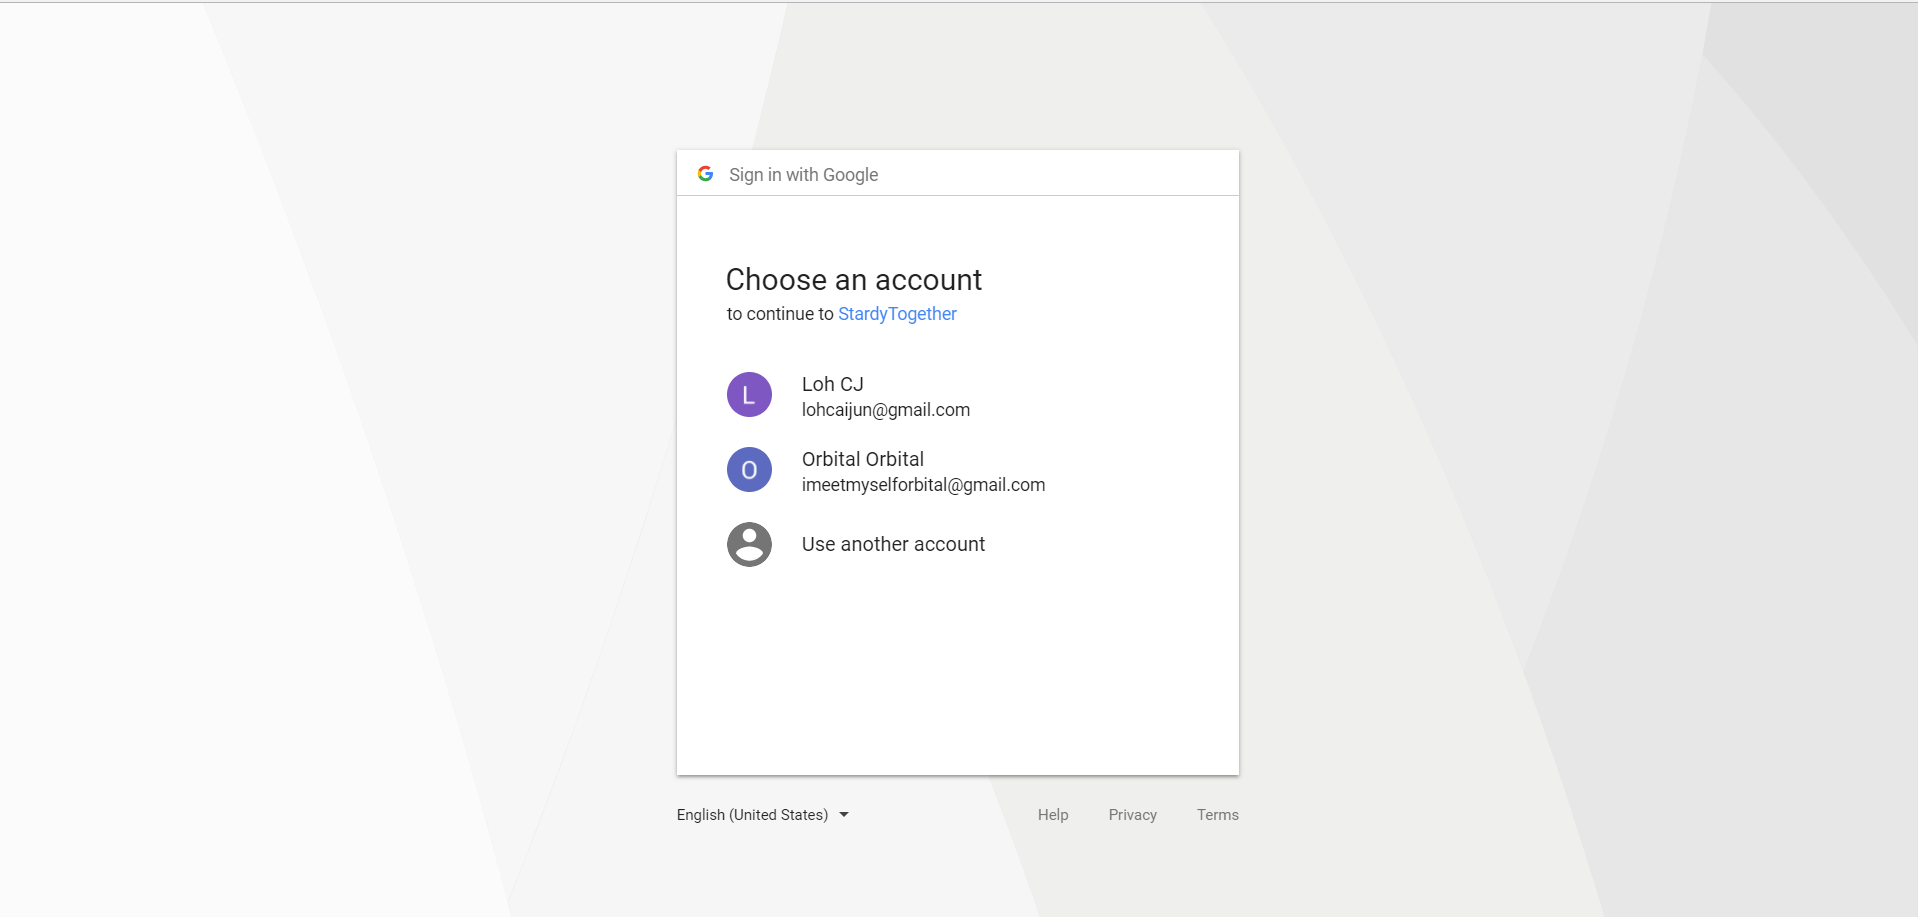 Sign in with Google
Choose an account
to continue to StardyTogether
L
Loh CJ
lohcaijun@gmail.com
O
Orbital Orbital
imeetmyselforbital@gmail.com
Use another account
English (United States)
Help Privacy Terms